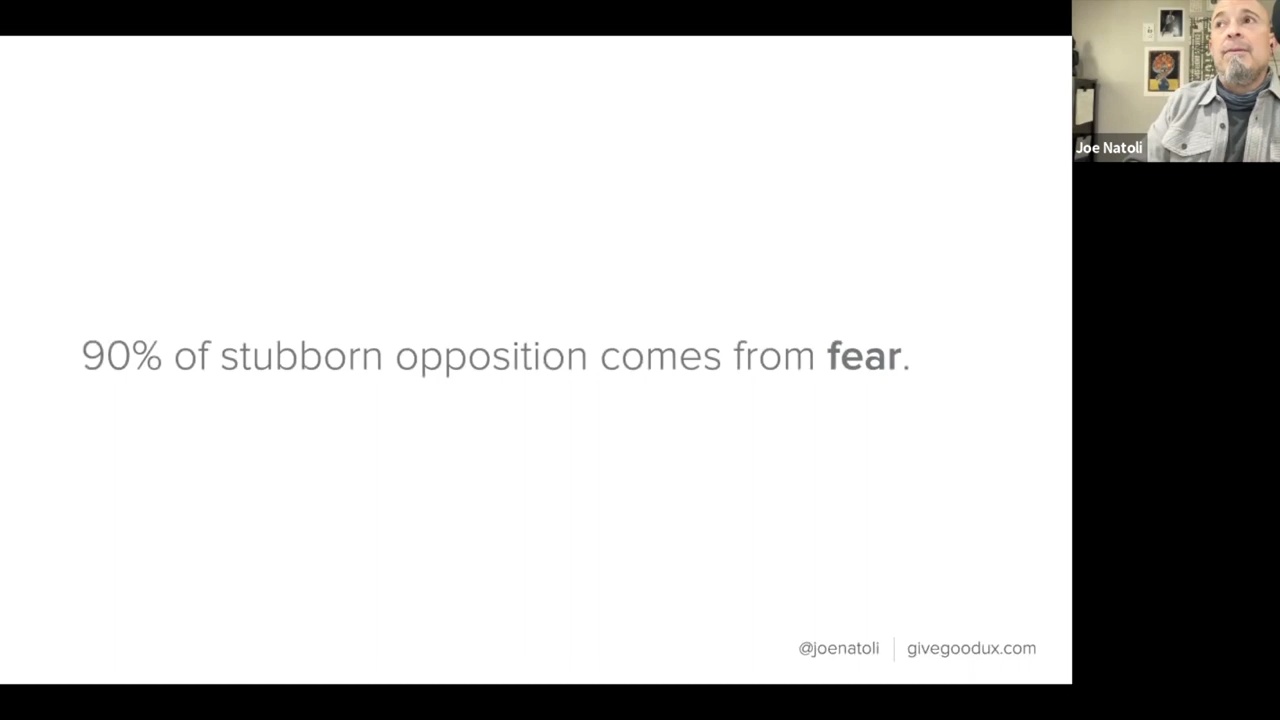 90% of stubborn opposition comes from fear.
@joenatoli | givegoodux.com
Joe Natoli